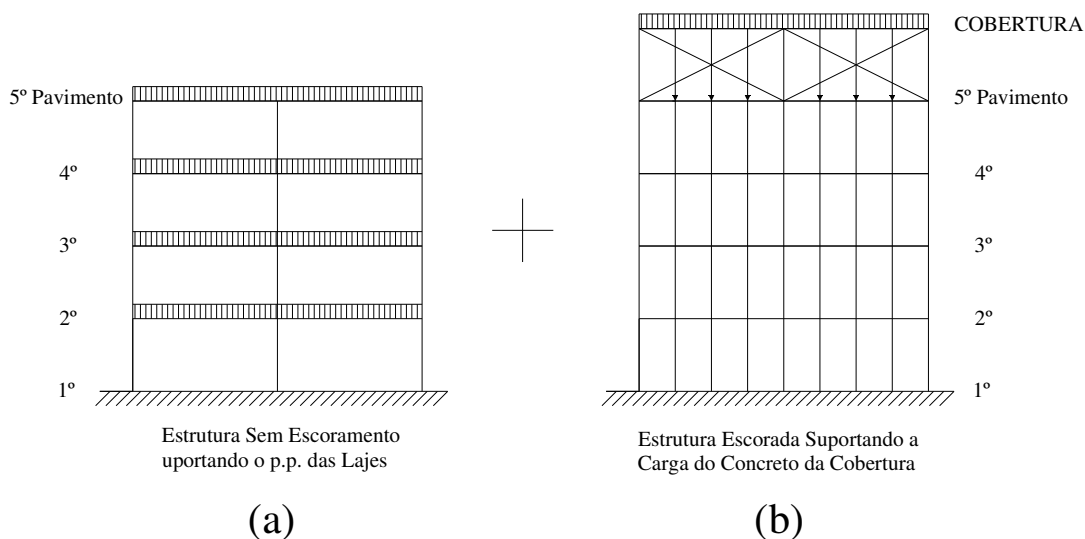 5º Pavimento
4º
3º
2º
1º
Estrutura Sem Escoramento
uportando o p.p. das Lajes
(a)
COBERTURA
5º Pavimento
4º
3º
2º
1º
Estrutura Escorada Suportando a
Carga do Concreto da Cobertura
(b)